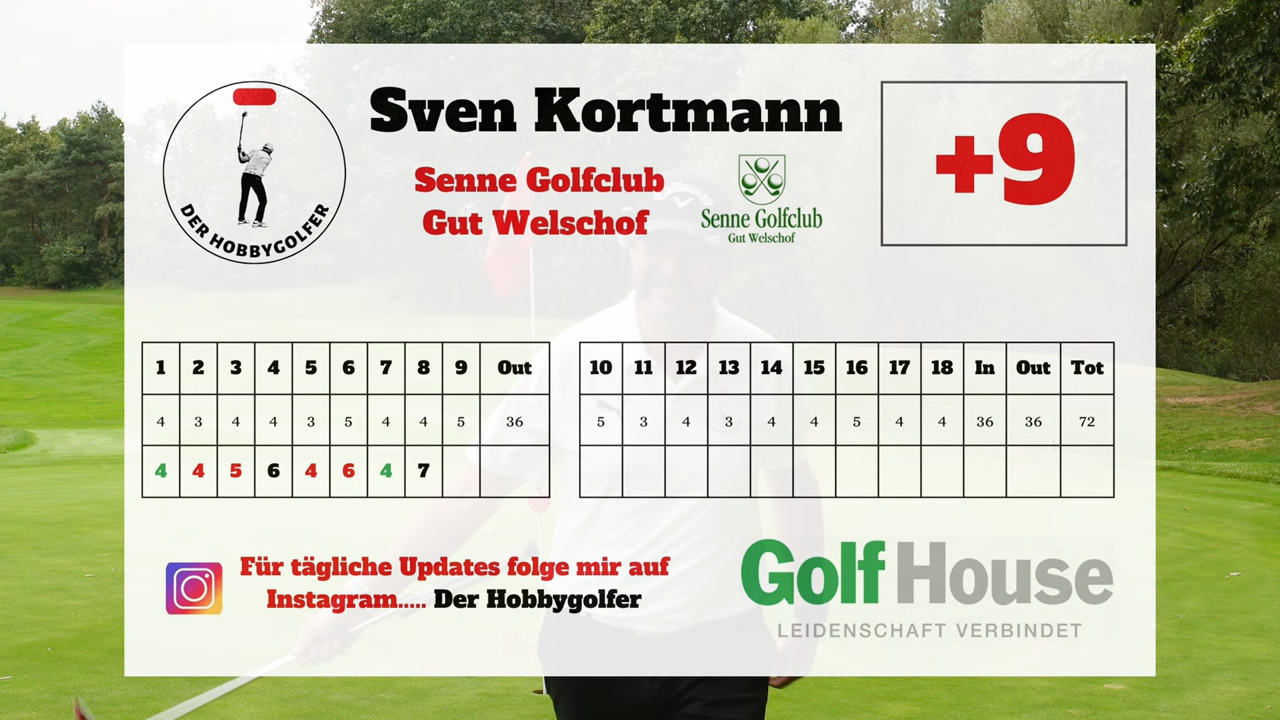 DER HOBBYGOLFER
Sven Kortmann
Senne Golfclub
Gut Welschof
Senne Golfclub
Gut Welschof
+9
1 2 3 4 5 6 7 8 9 Out
4 3 4 4 3 5 4 4 5 36
4 4 5 6 4 6 4 7
10 11 12 13 14 15 16 17 18 In Out Tot
5 3 4 3 4 4 5 4 4 36 36 72
Für tägliche Updates folge mir auf
Instagram..... Der Hobbygolfer
GolfHouse
LEIDENSCHAFT VERBINDET